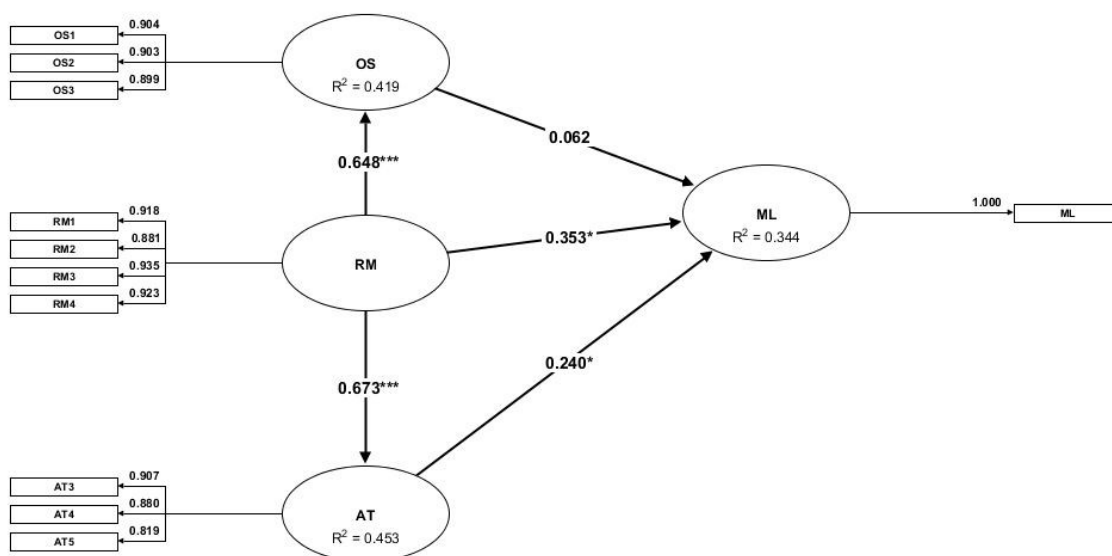 0.904
OS1
0.903
OS2
0.899
OS3
OS
R² = 0.419
0.062
0.648***
0.918
RM1
0.881
RM2
0.935
RM3
0.923
RM4
RM
0.353*
ML
R² = 0.344
1.000
ML
0.673***
0.240*
0.907
AT3
0.880
AT4
0.819
AT5
AT
R² = 0.453